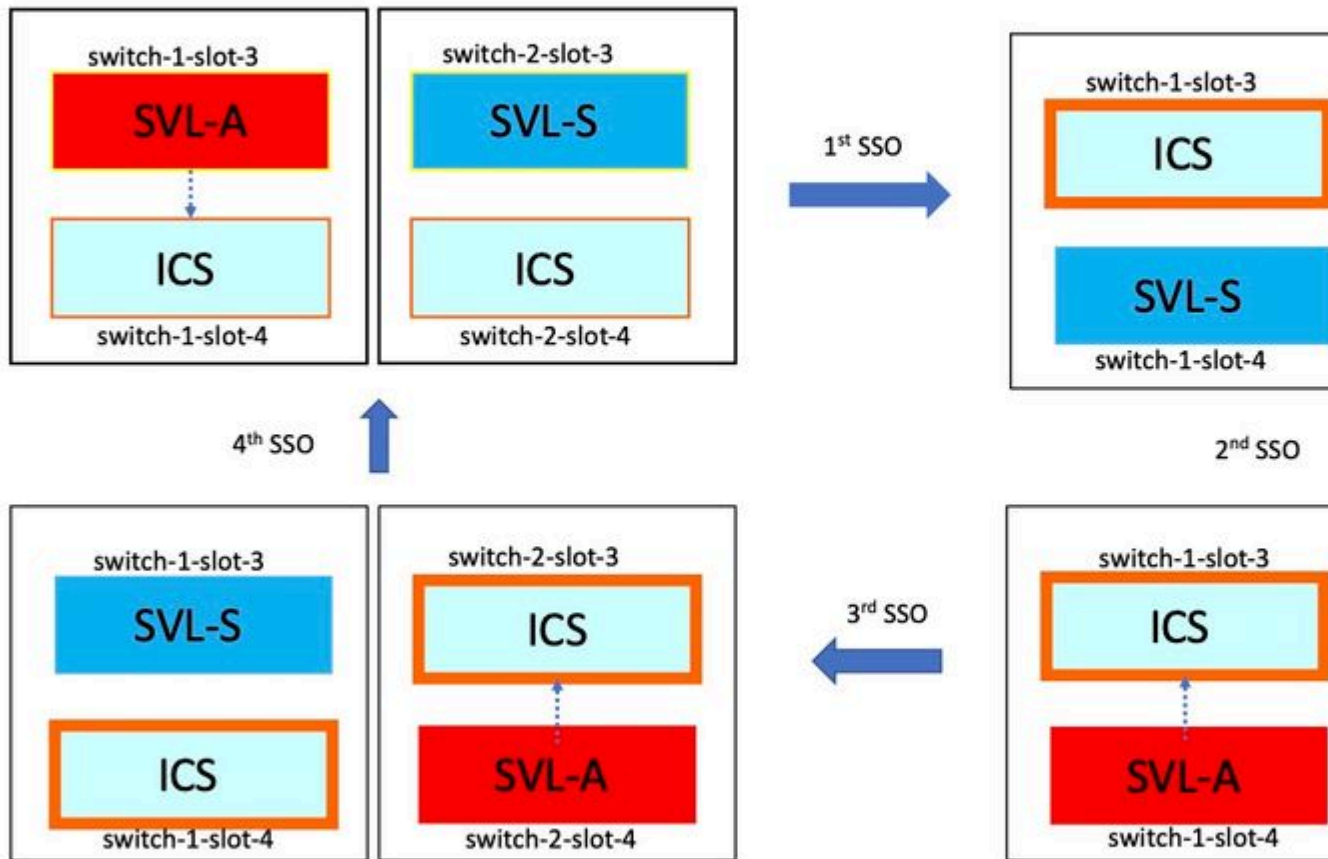 switch-1-slot-3
SVL-A
ICS
switch-1-slot-4
switch-2-slot-3
SVL-S
ICS
switch-2-slot-4
1st SSO
switch-1-slot-3
ICS
SVL-S
switch-1-slot-4
4th SSO
2nd SSO
switch-1-slot-3
SVL-S
ICS
switch-1-slot-4
switch-2-slot-3
ICS
SVL-A
switch-2-slot-4
3rd SSO
switch-1-slot-3
ICS
SVL-A
switch-1-slot-4